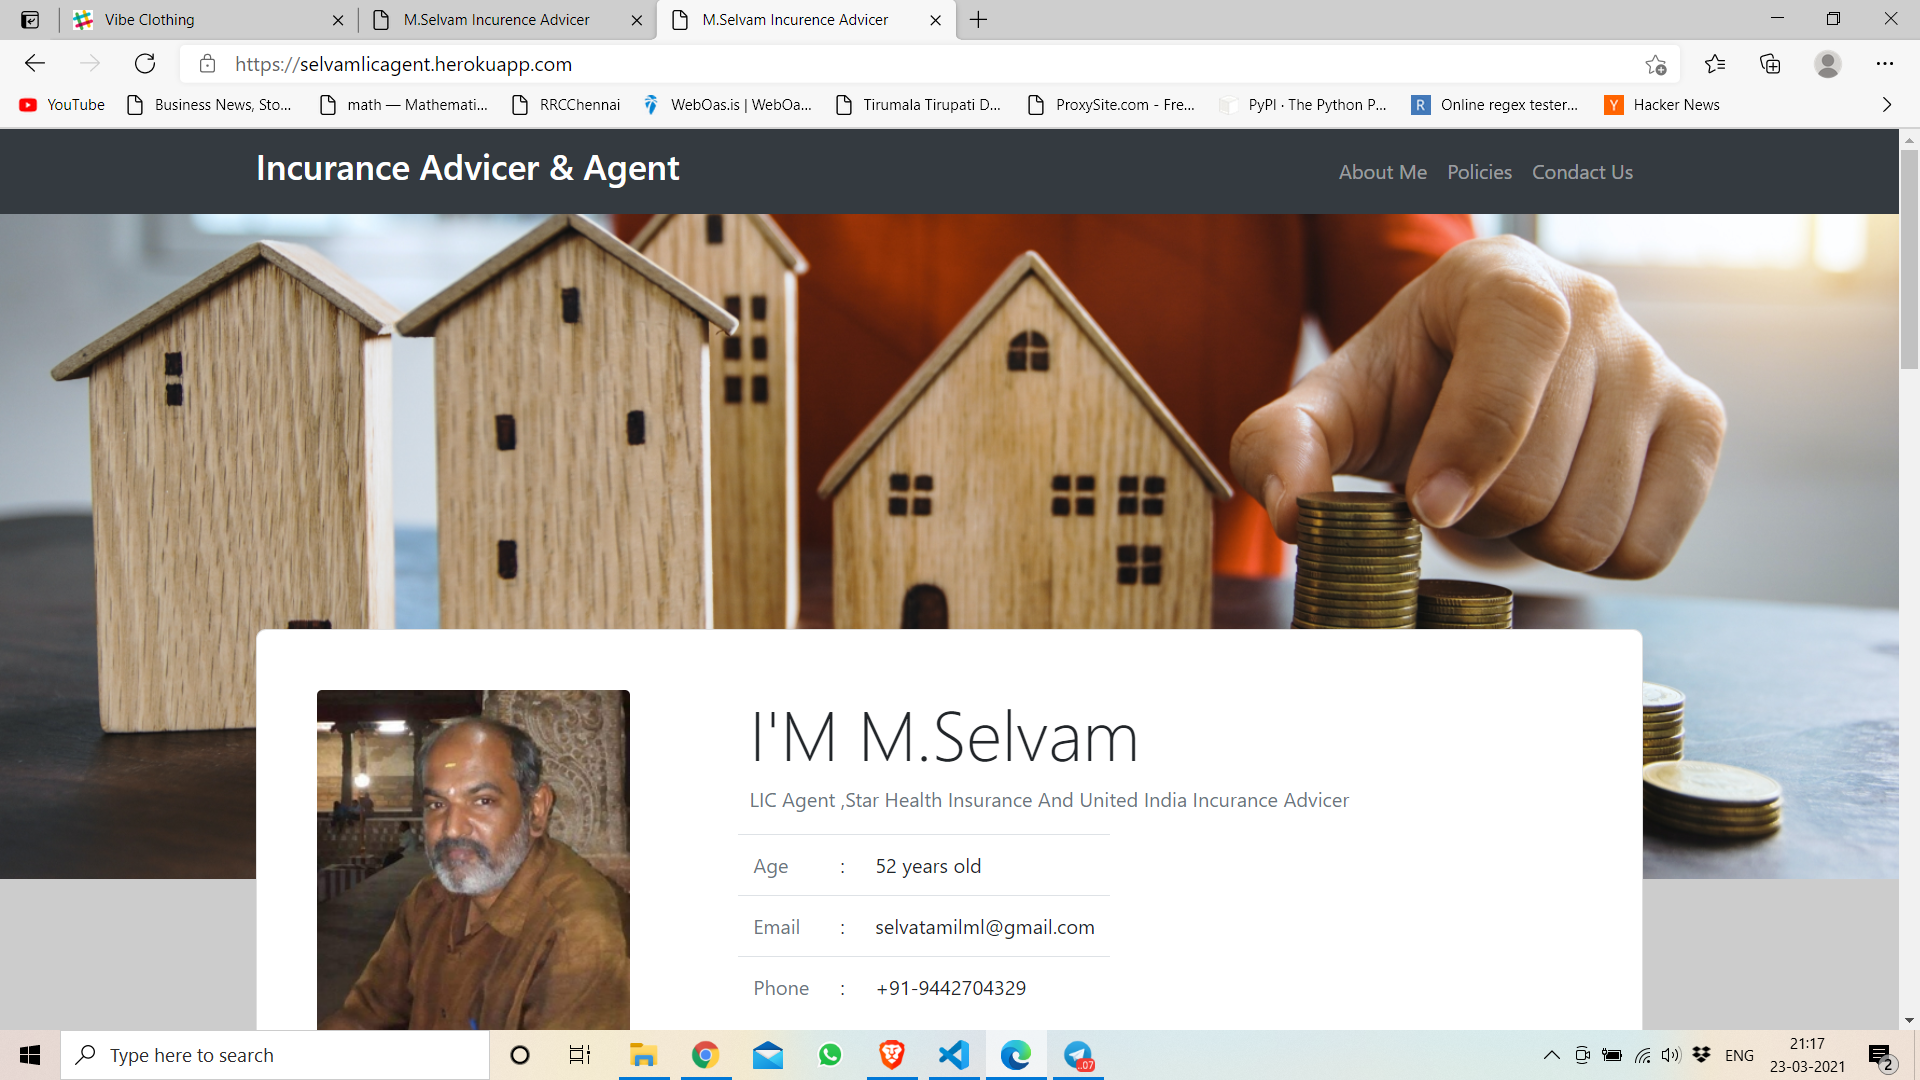 Vibe Clothing
M.Selvam Incurence Advicer
M.Selvam Incurence Advicer
https://selvamlicagent.herokuapp.com
YouTube
Business News, Sto...
math — Mathemati...
RRCChennai
WebOas.is | WebOa...
Tirumala Tirupati D...
ProxySite.com - Fre...
PyPI · The Python P...
R
Online regex tester...
Y
Hacker News
Incurance Advicer & Agent
About Me
Policies
Condact Us
I'M M.Selvam
LIC Agent ,Star Health Insurance And United India Incurance Advicer
Age : 52 years old
Email : selvatamilml@gmail.com
Phone : +91-9442704329
Type here to search
..07
ENG
21:17
23-03-2021
2